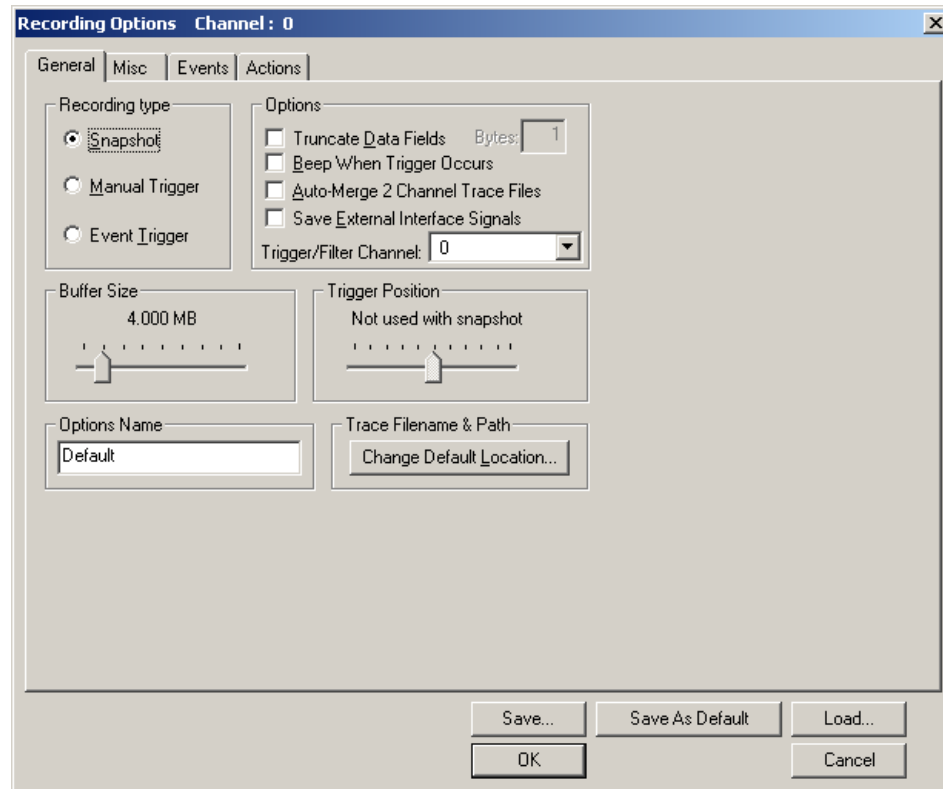 Recording Options Channel: 0
General Misc Events Actions
Recording type
Snapshot
Manual Trigger
Event Trigger
Options
Truncate Data Fields Bytes: 1
Beep When Trigger Occurs
Auto-Merge 2 Channel Trace Files
Save External Interface Signals
Trigger/Filter Channel: 0
Buffer Size
4.000 MB
Trigger Position
Not used with snapshot
Options Name
Default
Trace Filename & Path
Change Default Location...
Save... Save As Default Load...
OK Cancel